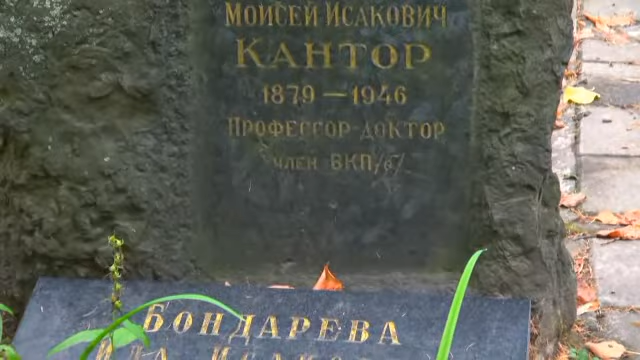 Моисей Исакович
Кантор
1879 — 1946
Профессор-доктор
член ВКП/б/
Бондарева